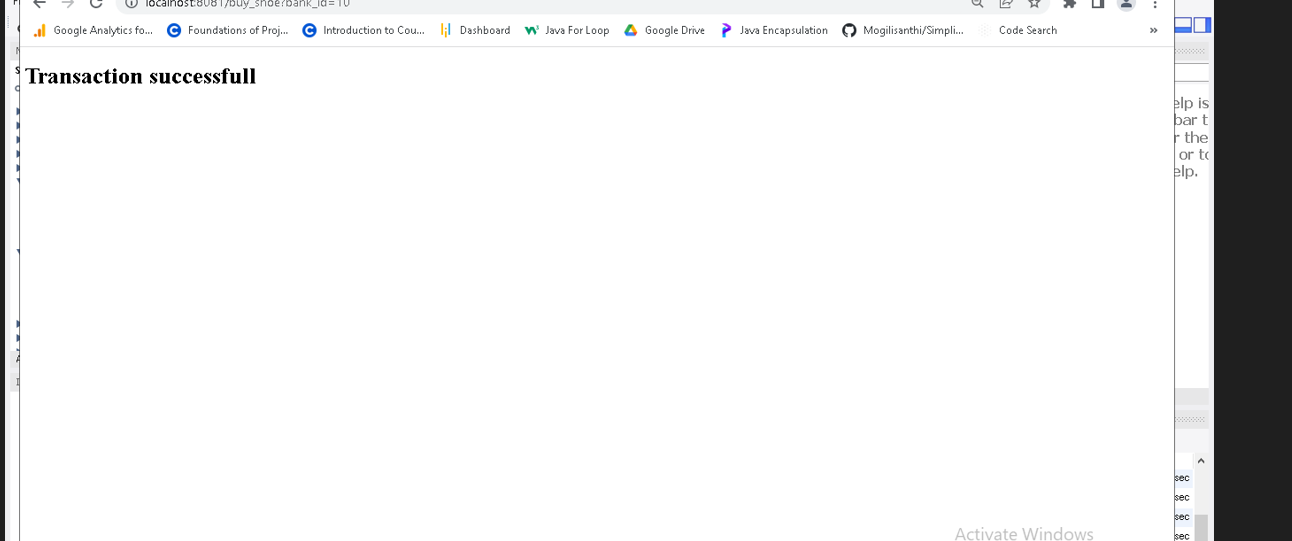 localhost:8081/buy_shoe?bank_id=10
Google Analytics fo... Foundations of Proj... Introduction to Cou... Dashboard Java For Loop Google Drive Java Encapsulation Mogilisanthi/Simpli... Code Search »
Transaction successfull
elp is
bar t
r the
or to
elp.
sec
sec
sec
sec
Activate Windows